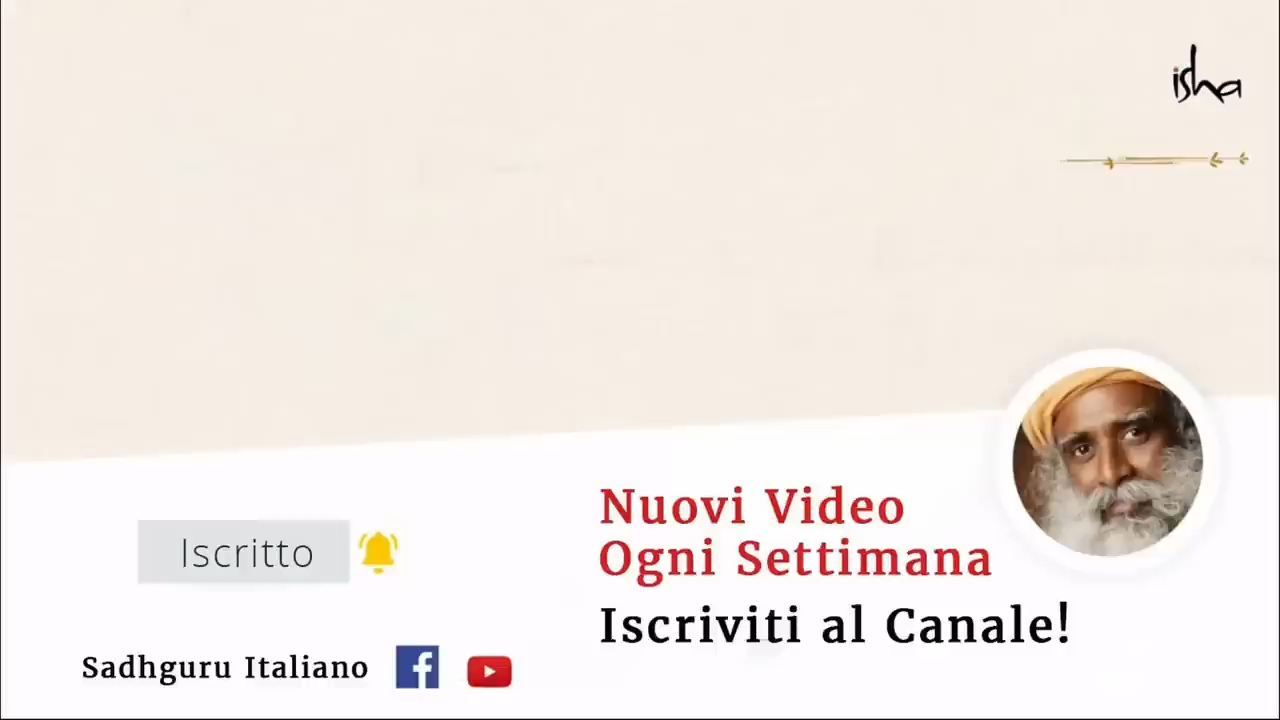 isha
Nuovi Video
Ogni Settimana
Iscritto
Iscriviti al Canale!
Sadhguru Italiano